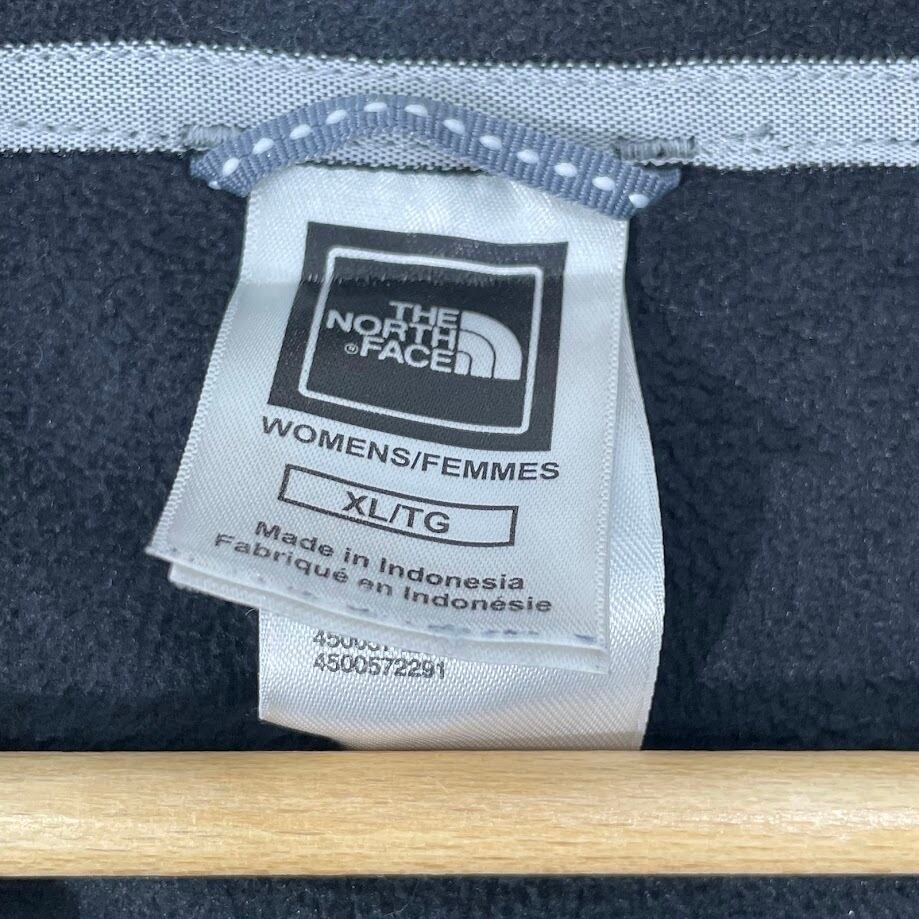 THE
NORTH
®FACE
WOMENS/FEMMES
XL/TG
Made in Indonesia
Fabriqué en Indonésie
4500572291